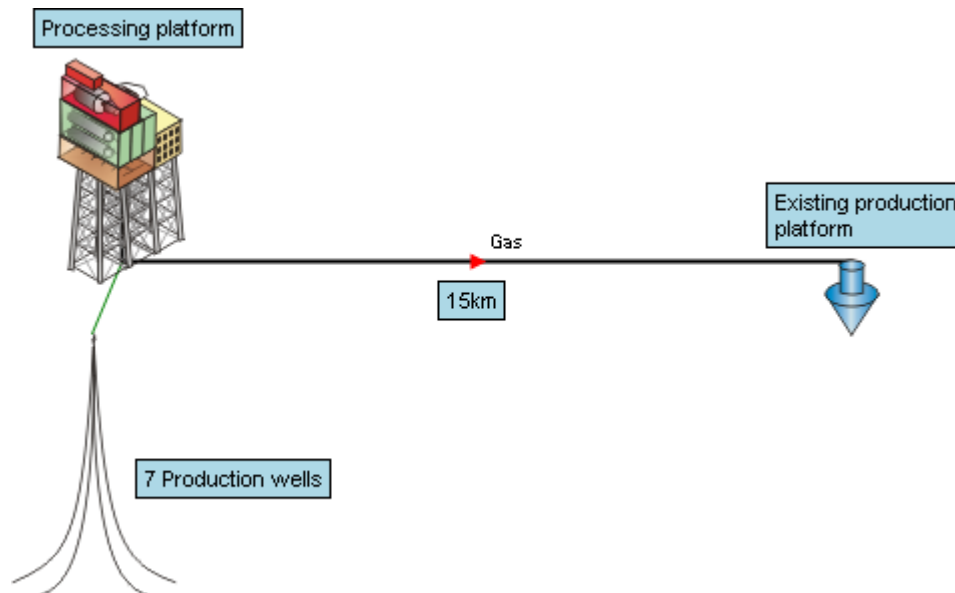 Processing platform
Existing production
platform
Gas
15km
7 Production wells